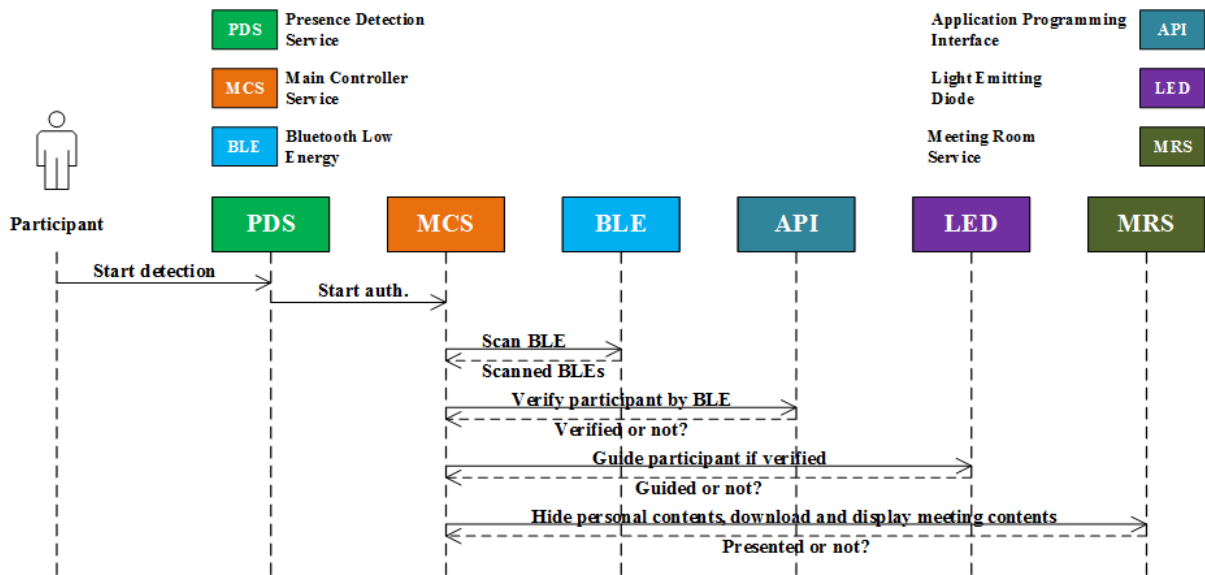 PDS
Presence Detection
Service
Application Programming
Interface
API
MCS
Main Controller
Service
Light Emitting
Diode
LED
BLE
Bluetooth Low
Energy
Meeting Room
Service
MRS
Participant
PDS
MCS
BLE
API
LED
MRS
Start detection
Start auth.
Scan BLE
Scanned BLEs
Verify participant by BLE
Verified or not?
Guide participant if verified
Guided or not?
Hide personal contents, download and display meeting contents
Presented or not?